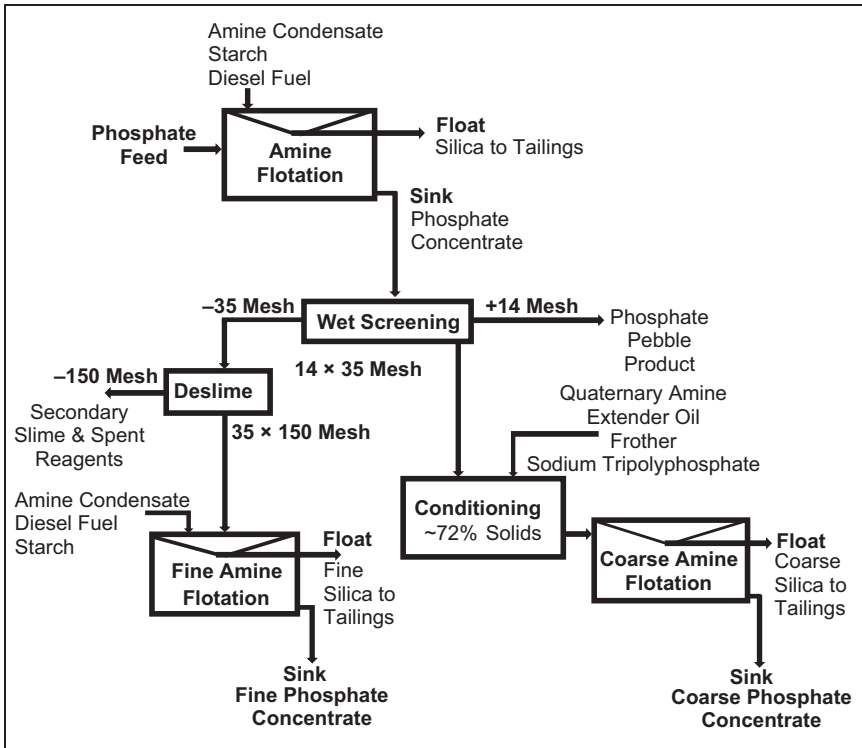 Amine Condensate
Starch
Diesel Fuel
Phosphate
Feed
Amine
Flotation
Float
Silica to Tailings
Sink
Phosphate
Concentrate
–35 Mesh
Wet Screening
+14 Mesh
Phosphate
Pebble
Product
14 × 35 Mesh
–150 Mesh
Deslime
Secondary
Slime & Spent
Reagents
35 × 150 Mesh
Quaternary Amine
Extender Oil
Frother
Sodium Tripolyphosphate
Conditioning
~72% Solids
Amine Condensate
Diesel Fuel
Starch
Fine Amine
Flotation
Float
Fine
Silica to
Tailings
Sink
Fine Phosphate
Concentrate
Coarse Amine
Flotation
Float
Coarse
Silica to
Tailings
Sink
Coarse Phosphate
Concentrate